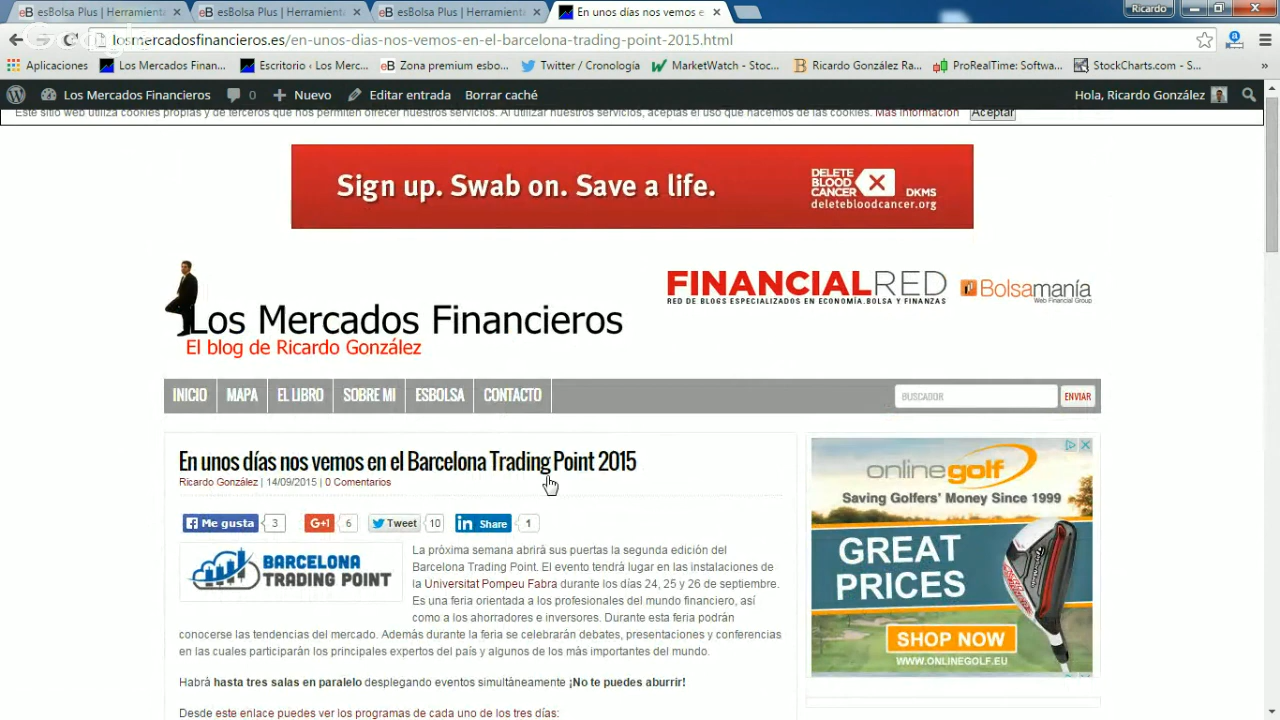 esBolsa Plus | Herramient
esBolsa Plus | Herramient
esBolsa Plus | Herramient
En unos días nos vemos e
Ricardo
Google
losmercadosfinancieros.es/en-unos-dias-nos-vemos-en-el-barcelona-trading-point-2015.html
Aplicaciones
Los Mercados Finan...
Escritorio ‹ Los Merc...
Zona premium esbo...
Twitter / Cronología
MarketWatch - Stoc...
Ricardo González Ra...
ProRealTime: Softwa...
StockCharts.com - S...
»
Los Mercados Financieros
0
Nuevo
Editar entrada
Borrar caché
Hola, Ricardo González
Este sitio web utiliza cookies propias y de terceros que nos permiten ofrecer nuestros servicios. Al utilizar nuestros servicios, aceptas el uso que hacemos de las cookies. Más información
Aceptar
Sign up. Swab on. Save a life.
DELETE
BLOOD
CANCER
DKMS
deletebloodcancer.org
FINANCIALRED
RED DE BLOGS ESPECIALIZADOS EN ECONOMÍA, BOLSA Y FINANZAS
Bolsamanía
Web Financial Group
Los Mercados Financieros
El blog de Ricardo González
INICIO
MAPA
EL LIBRO
SOBRE MI
ESBOLSA
CONTACTO
BUSCADOR
ENVIAR
En unos días nos vemos en el Barcelona Trading Point 2015
Ricardo González | 14/09/2015 | 0 Comentarios
Me gusta 3
G+1 6
Tweet 10
in Share 1
BARCELONA
TRADING POINT
La próxima semana abrirá sus puertas la segunda edición del
Barcelona Trading Point. El evento tendrá lugar en las instalaciones de
la Universitat Pompeu Fabra durante los días 24, 25 y 26 de septiembre.
Es una feria orientada a los profesionales del mundo financiero, así
como a los ahorradores e inversores. Durante esta feria podrán
conocerse las tendencias del mercado. Además durante la feria se celebrarán debates, presentaciones y conferencias
en las cuales participarán los principales expertos del país y algunos de los más importantes del mundo.
Habrá hasta tres salas en paralelo desplegando eventos simultáneamente ¡No te puedes aburrir!
Desde este enlace puedes ver los programas de cada uno de los tres días:
onlinegolf
Saving Golfers' Money Since 1999
GREAT
PRICES
SHOP NOW
WWW.ONLINEGOLF.EU